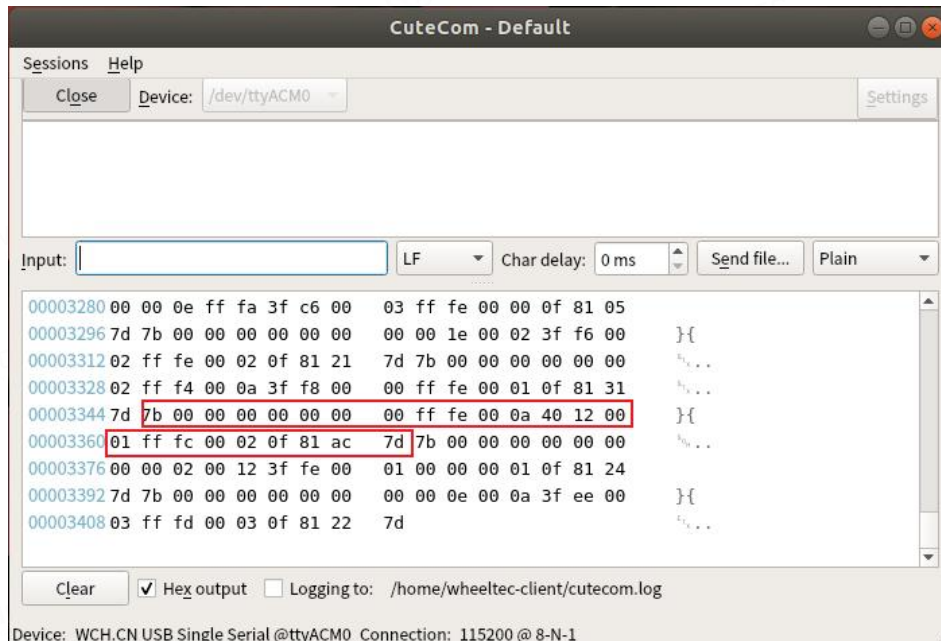 CuteCom - Default
Sessions Help
Close Device: /dev/ttyACM0 Settings
Input: LF Char delay: 0 ms Send file... Plain
00003280 00 00 0e ff fa 3f c6 00 03 ff fe 00 00 0f 81 05
00003296 7d 7b 00 00 00 00 00 00 00 00 1e 00 02 3f f6 00 }{
00003312 02 ff fe 00 02 0f 81 21 7d 7b 00 00 00 00 00 00 ..
00003328 02 ff f4 00 0a 3f f8 00 00 ff fe 00 01 0f 81 31
00003344 7d 7b 00 00 00 00 00 00 00 ff fe 00 0a 40 12 00 }{
00003360 01 ff fc 00 02 0f 81 ac 7d 7b 00 00 00 00 00 00 ..
00003376 00 00 02 00 12 3f fe 00 01 00 00 00 01 0f 81 24
00003392 7d 7b 00 00 00 00 00 00 00 00 0e 00 0a 3f ee 00 }{
00003408 03 ff fd 00 03 0f 81 22 7d ..
Clear Hex output Logging to: /home/wheeltec-client/cutecom.log
Device: WCH.CN USB Single Serial @ttyACM0 Connection: 115200 @ 8-N-1